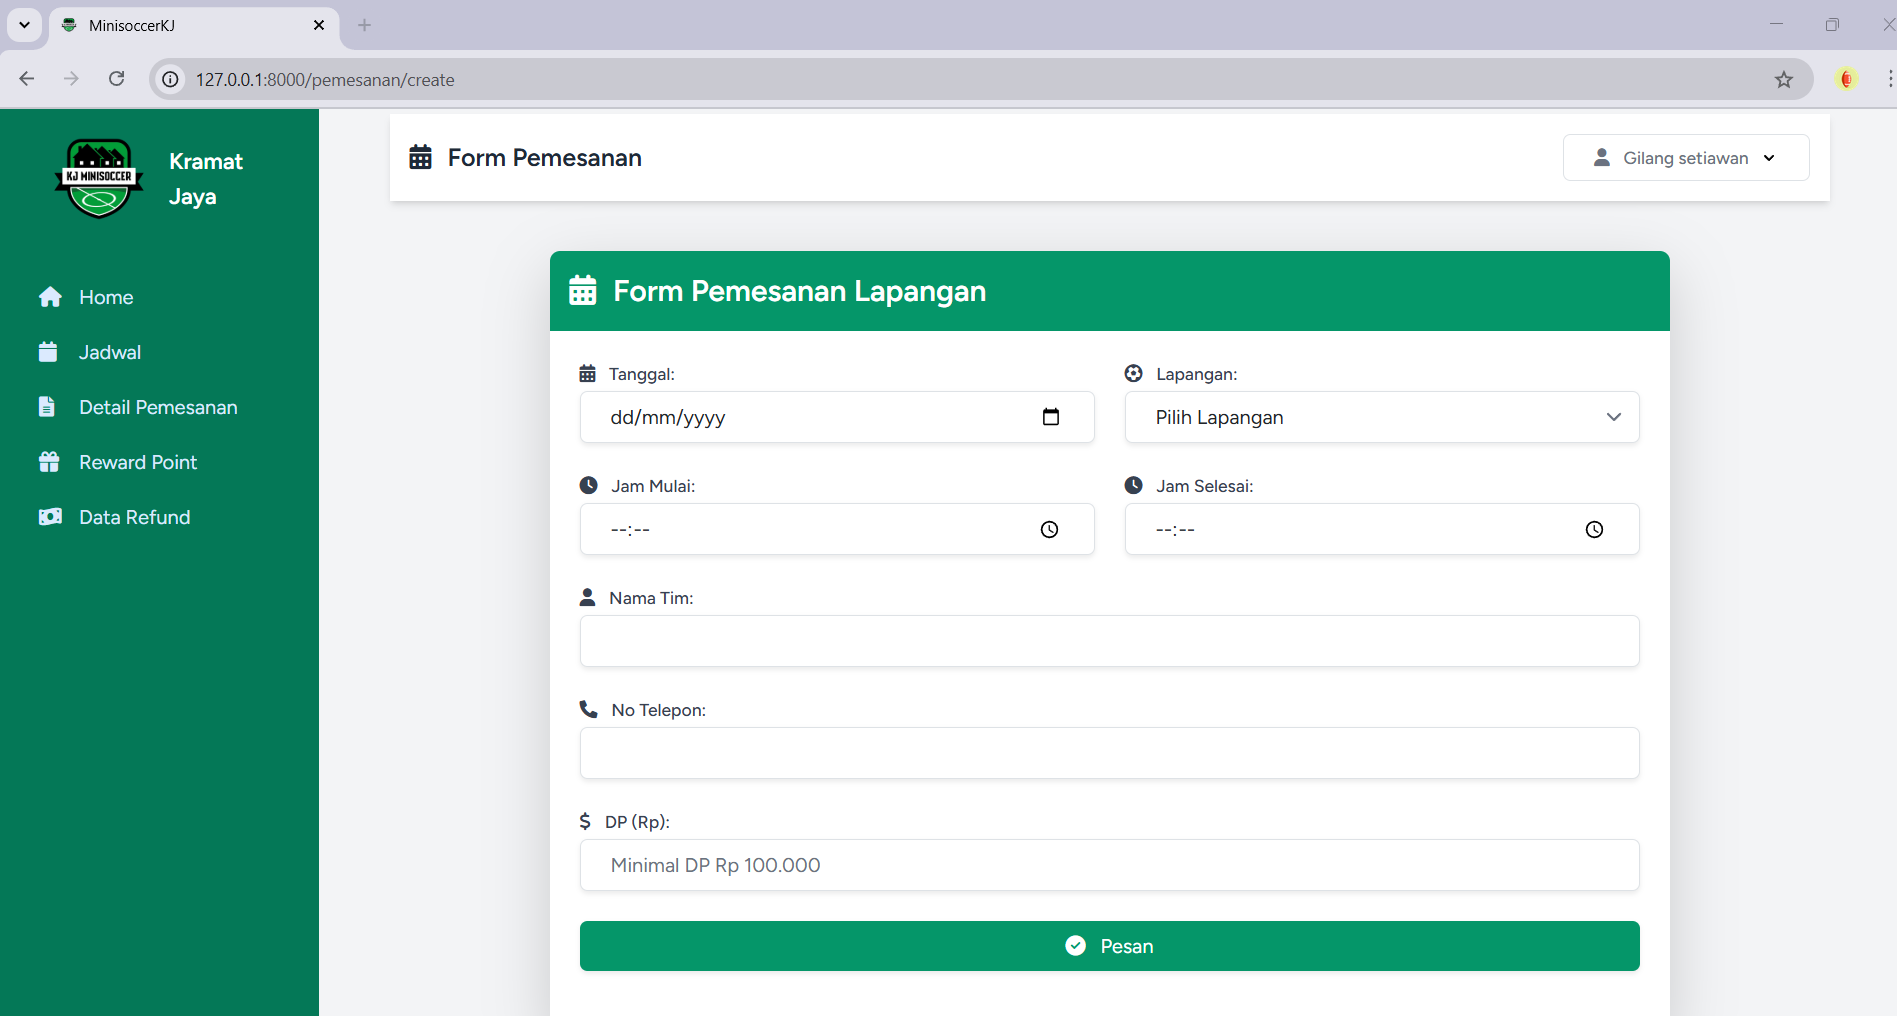 MinisoccerKJ
127.0.0.1:8000/pemesanan/create
KJ MINISOCCER
Kramat
Jaya
Home
Jadwal
Detail Pemesanan
Reward Point
Data Refund
Form Pemesanan
Gilang setiawan
Form Pemesanan Lapangan
Tanggal:
Lapangan:
dd/mm/yyyy
Pilih Lapangan
Jam Mulai:
Jam Selesai:
--:--
--:--
Nama Tim:
No Telepon:
$ DP (Rp):
Minimal DP Rp 100.000
Pesan